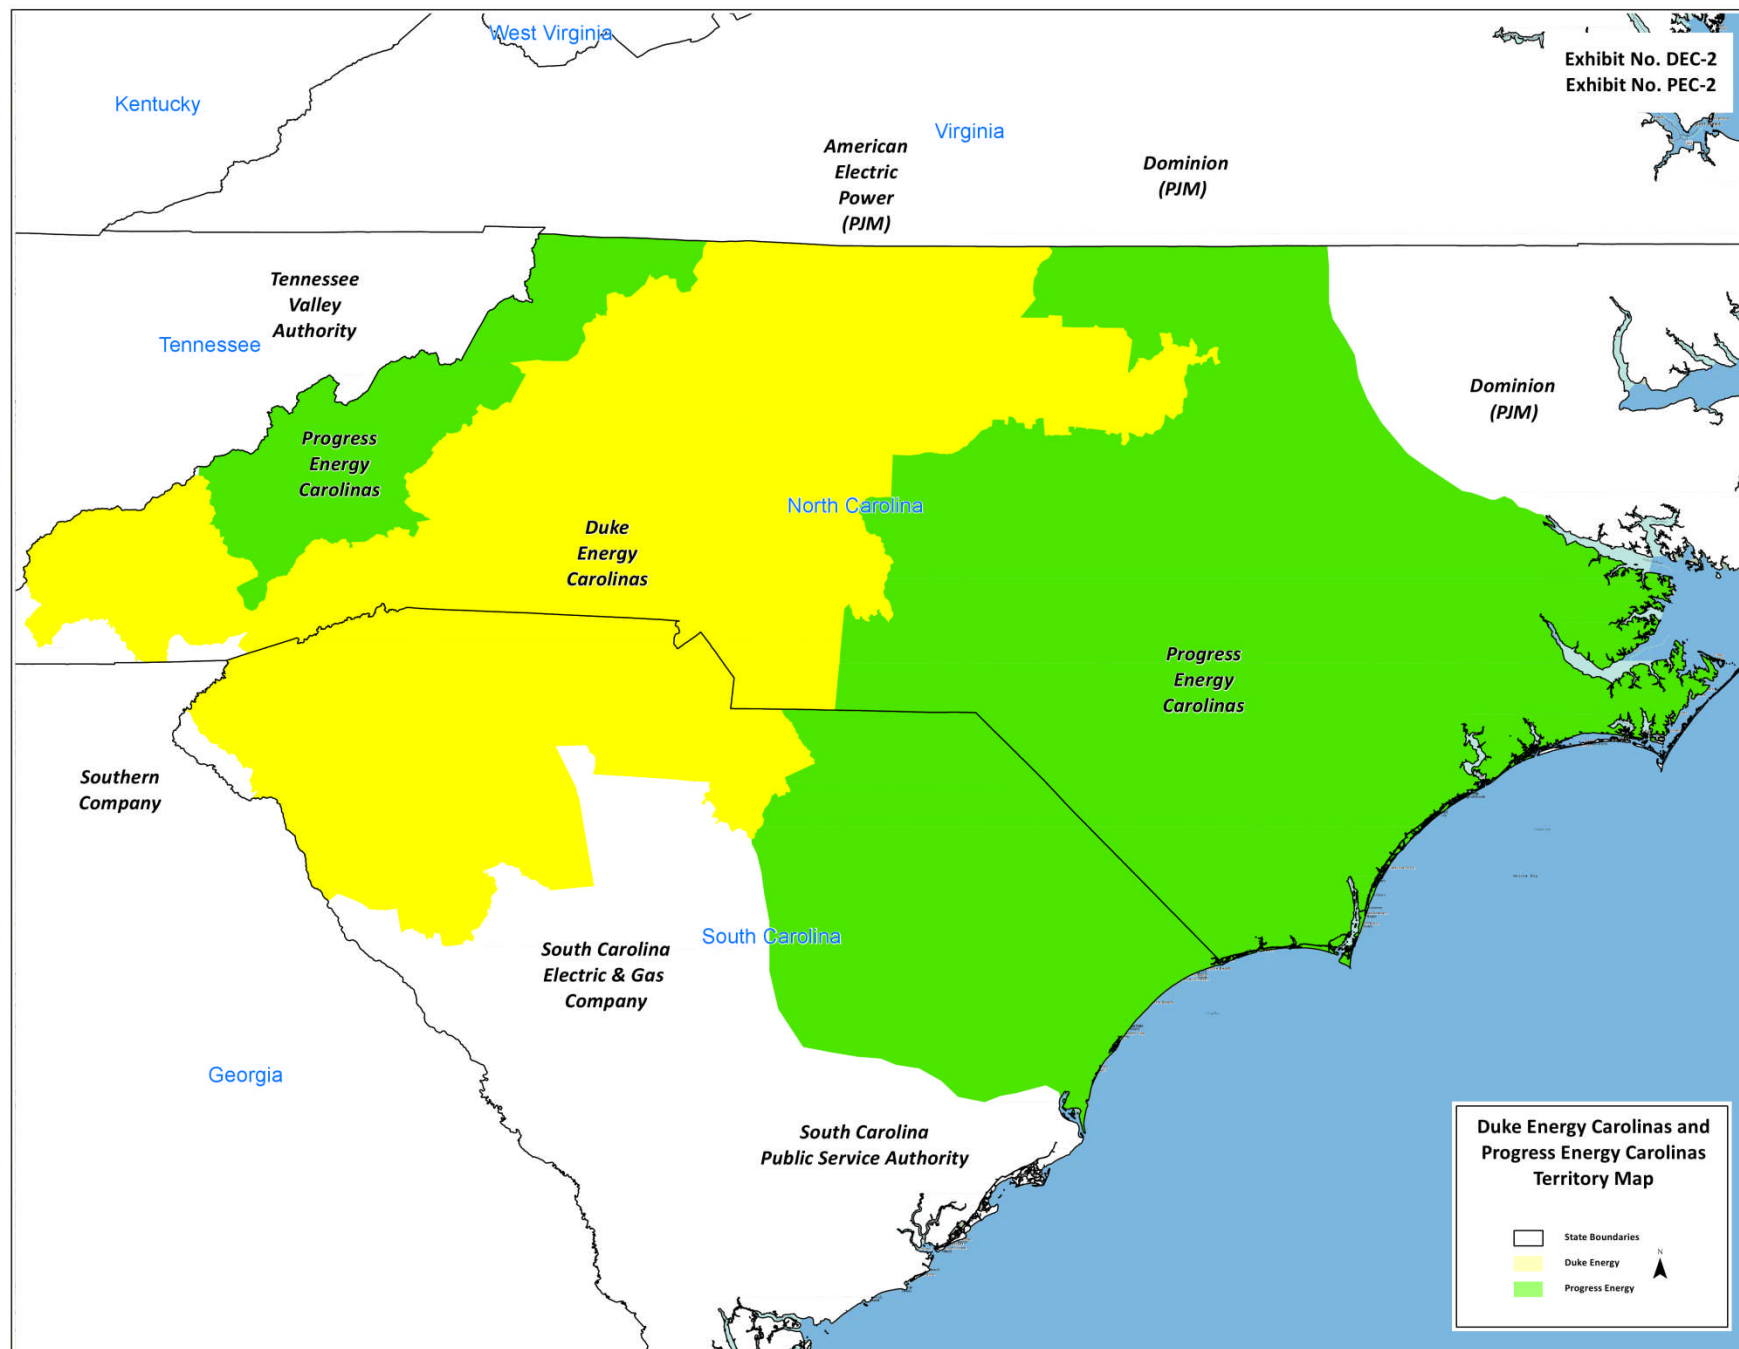 West Virginia
Exhibit No. DEC-2
Exhibit No. PEC-2
Kentucky
Virginia
American
Electric
Power
(PJM)
Dominion
(PJM)
Tennessee
Valley
Authority
Tennessee
Dominion
(PJM)
Progress
Energy
Carolinas
North Carolina
Duke
Energy
Carolinas
Progress
Energy
Carolinas
Southern
Company
South Carolina
South Carolina
Electric & Gas
Company
Georgia
South Carolina
Public Service Authority
Duke Energy Carolinas and
Progress Energy Carolinas
Territory Map
State Boundaries
Duke Energy
Progress Energy
N